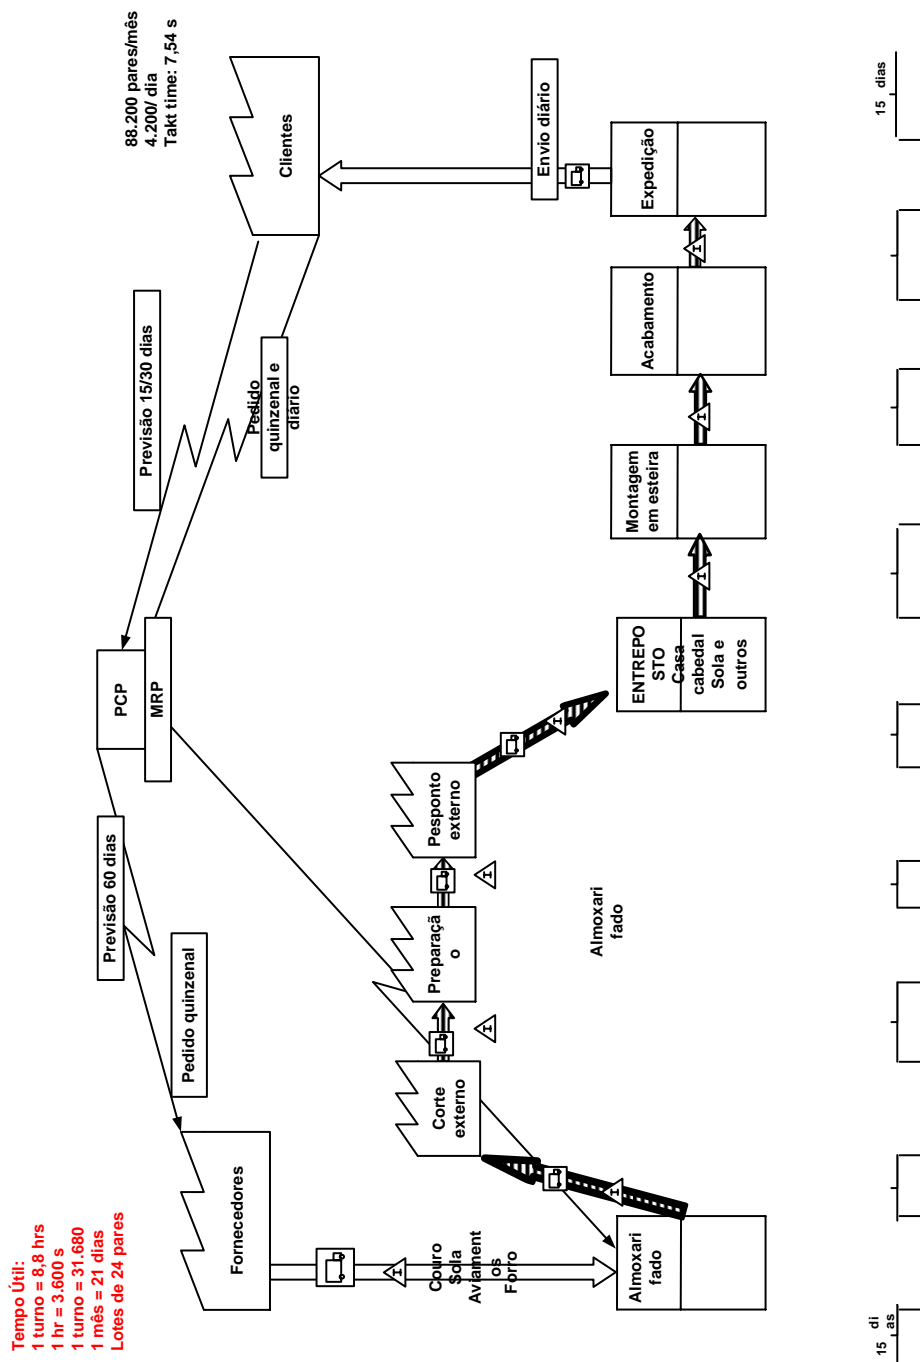 Tempo Útil:
1 turno = 8,8 hrs
1 hr = 3.600 s
1 turno = 31.680
1 mês = 21 dias
Lotes de 24 pares
Previsão 60 dias
PCP
MRP
Previsão 15/30 dias
88.200 pares/mês
4.200/ dia
Takt time: 7,54 s
Fornecedores
Pedido quinzenal
Pedido
quinzenal e
diário
Clientes
Couro
Sola
Aviament
os
Forro
I
Corte
externo
I
Preparaçã
o
I
Pesponto
externo
I
I
Envio diário
Almoxari
fado
Almoxari
fado
ENTREPO
STO
Casa
cabedal
Sola e
outros
I
Montagem
em esteira
I
Acabamento
I
Expedição
15 di
as
15 dias